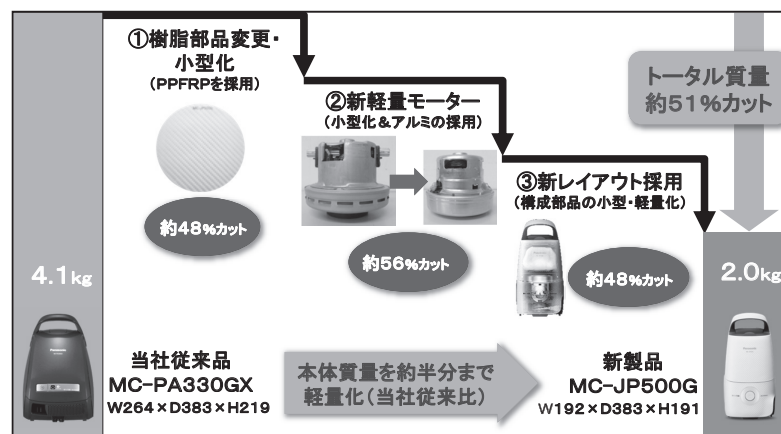 ①樹脂部品変更・
小型化
(PPFRPを採用)
約48%カット
②新軽量モーター
(小型化&アルミの採用)
約56%カット
③新レイアウト採用
(構成部品の小型・軽量化)
約48%カット
トータル質量
約51%カット
4.1kg
2.0kg
当社従来品
MC-PA330GX
W264×D383×H219
本体質量を約半分まで
軽量化(当社従来比)
新製品
MC-JP500G
W192×D383×H191
Panasonic